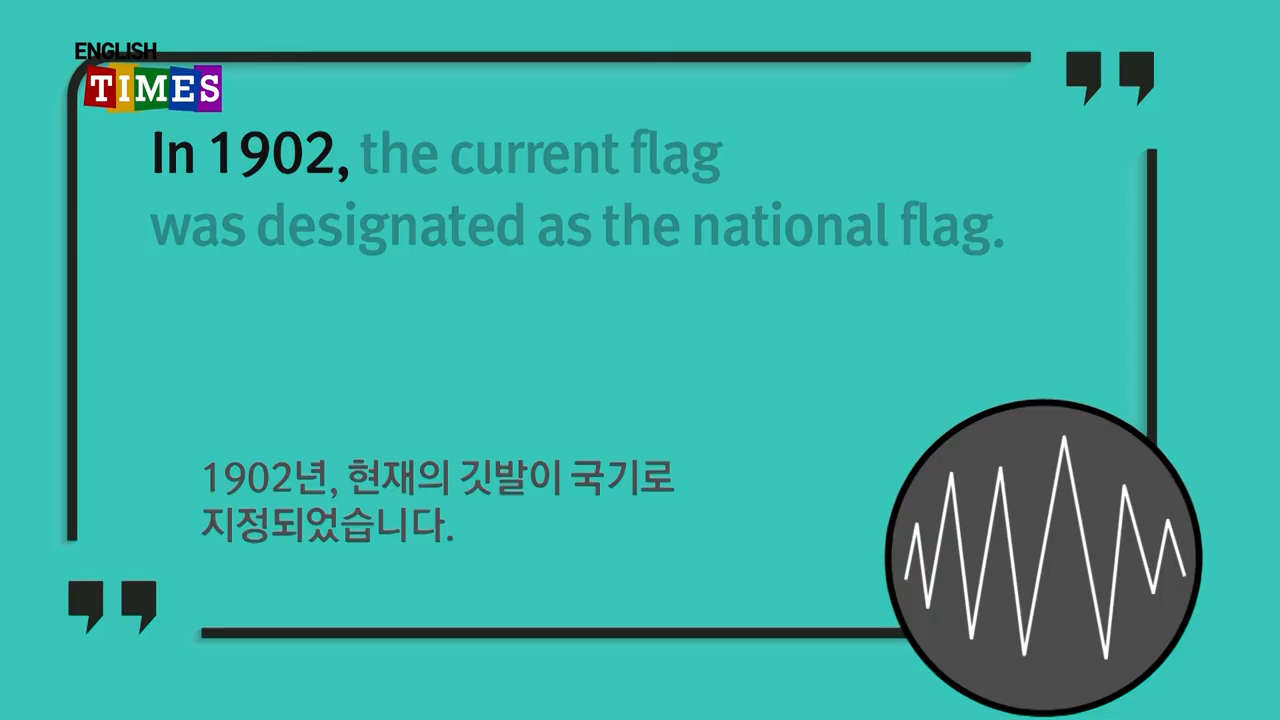 ENGLISH
TIMES
In 1902, the current flag
was designated as the national flag.
1902년, 현재의 깃발이 국기로
지정되었습니다.